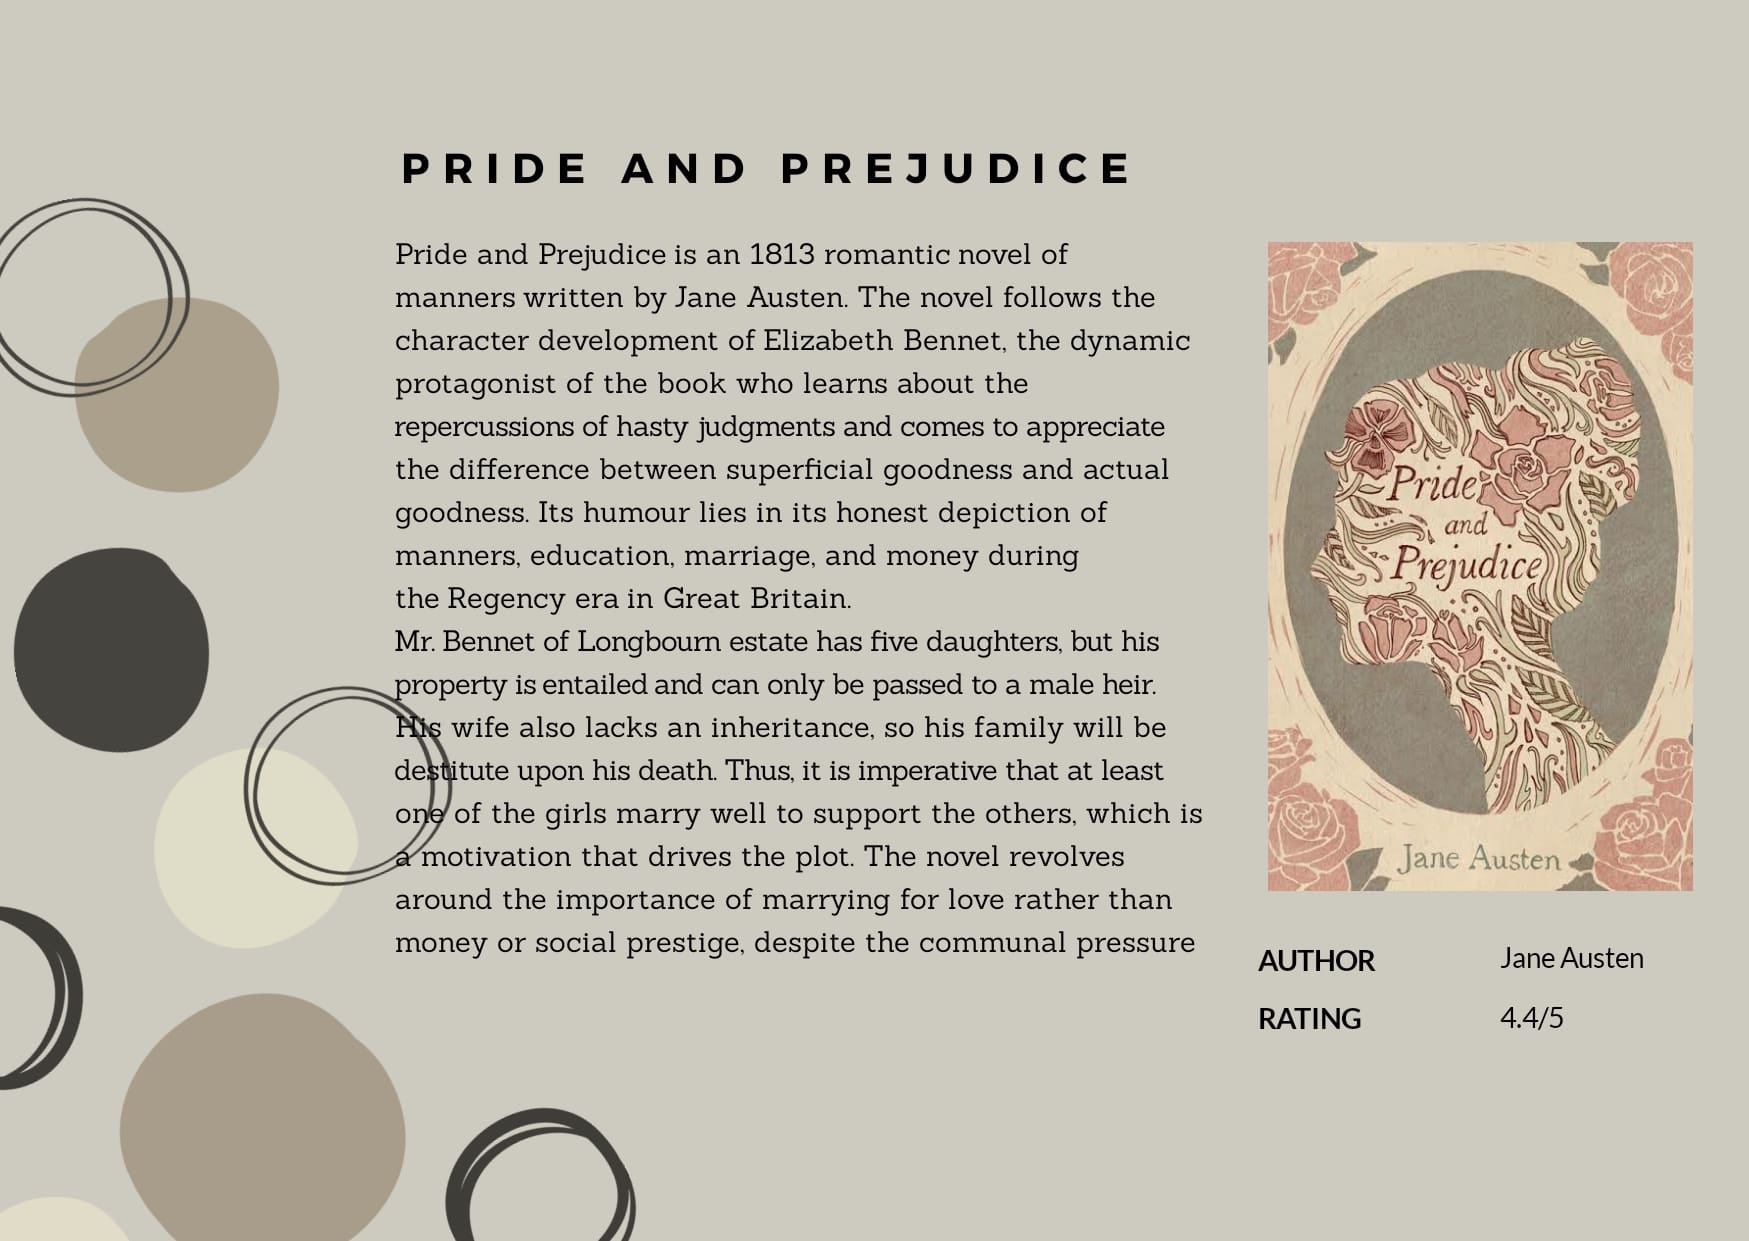 PRIDE AND PREJUDICE
Pride and Prejudice is an 1813 romantic novel of
manners written by Jane Austen. The novel follows the
character development of Elizabeth Bennet, the dynamic
protagonist of the book who learns about the
repercussions of hasty judgments and comes to appreciate
the difference between superficial goodness and actual
goodness. Its humour lies in its honest depiction of
manners, education, marriage, and money during
the Regency era in Great Britain.
Mr. Bennet of Longbourn estate has five daughters, but his
property is entailed and can only be passed to a male heir.
His wife also lacks an inheritance, so his family will be
destitute upon his death. Thus, it is imperative that at least
one of the girls marry well to support the others, which is
a motivation that drives the plot. The novel revolves
around the importance of marrying for love rather than
money or social prestige, despite the communal pressure
Pride
and
Prejudice
Jane Austen
AUTHOR Jane Austen
RATING 4.4/5